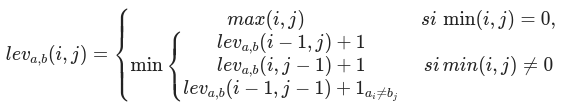 max(i, j) si min(i, j) = 0,
lev_{a,b}(i − 1, j) + 1
lev_{a,b}(i, j) = { min { lev_{a,b}(i, j − 1) + 1 si min(i, j) ≠ 0
lev_{a,b}(i − 1, j − 1) + 1_{a_i≠b_j}